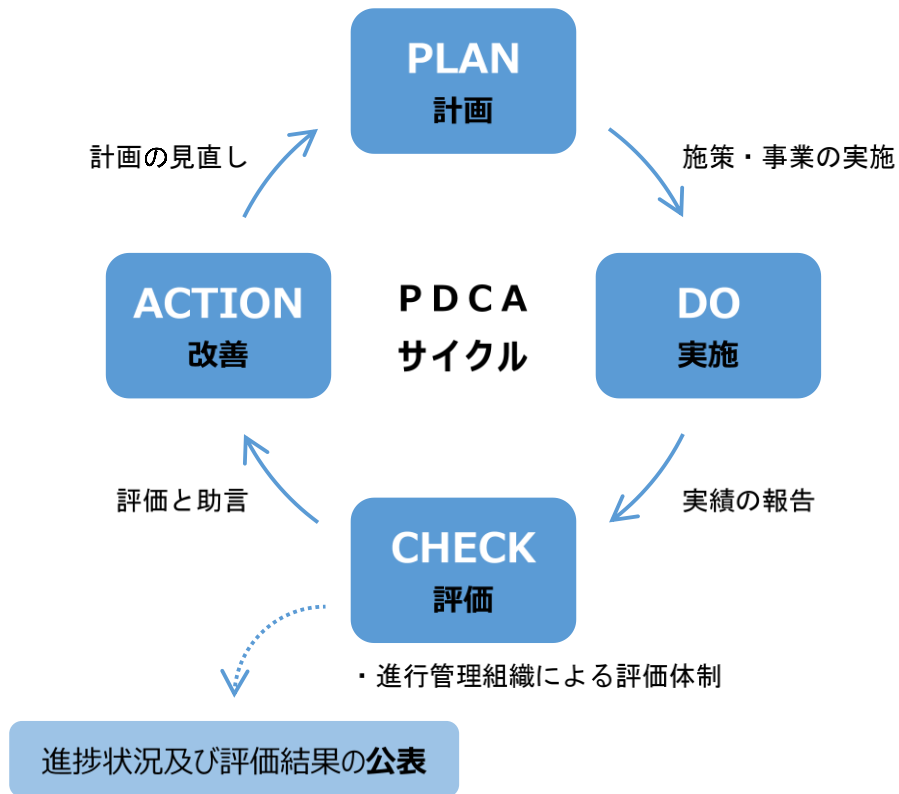 PLAN
計画
計画の見直し
施策・事業の実施
ACTION
改善
ＰＤＣＡ
サイクル
DO
実施
評価と助言
実績の報告
CHECK
評価
・進行管理組織による評価体制
進捗状況及び評価結果の公表